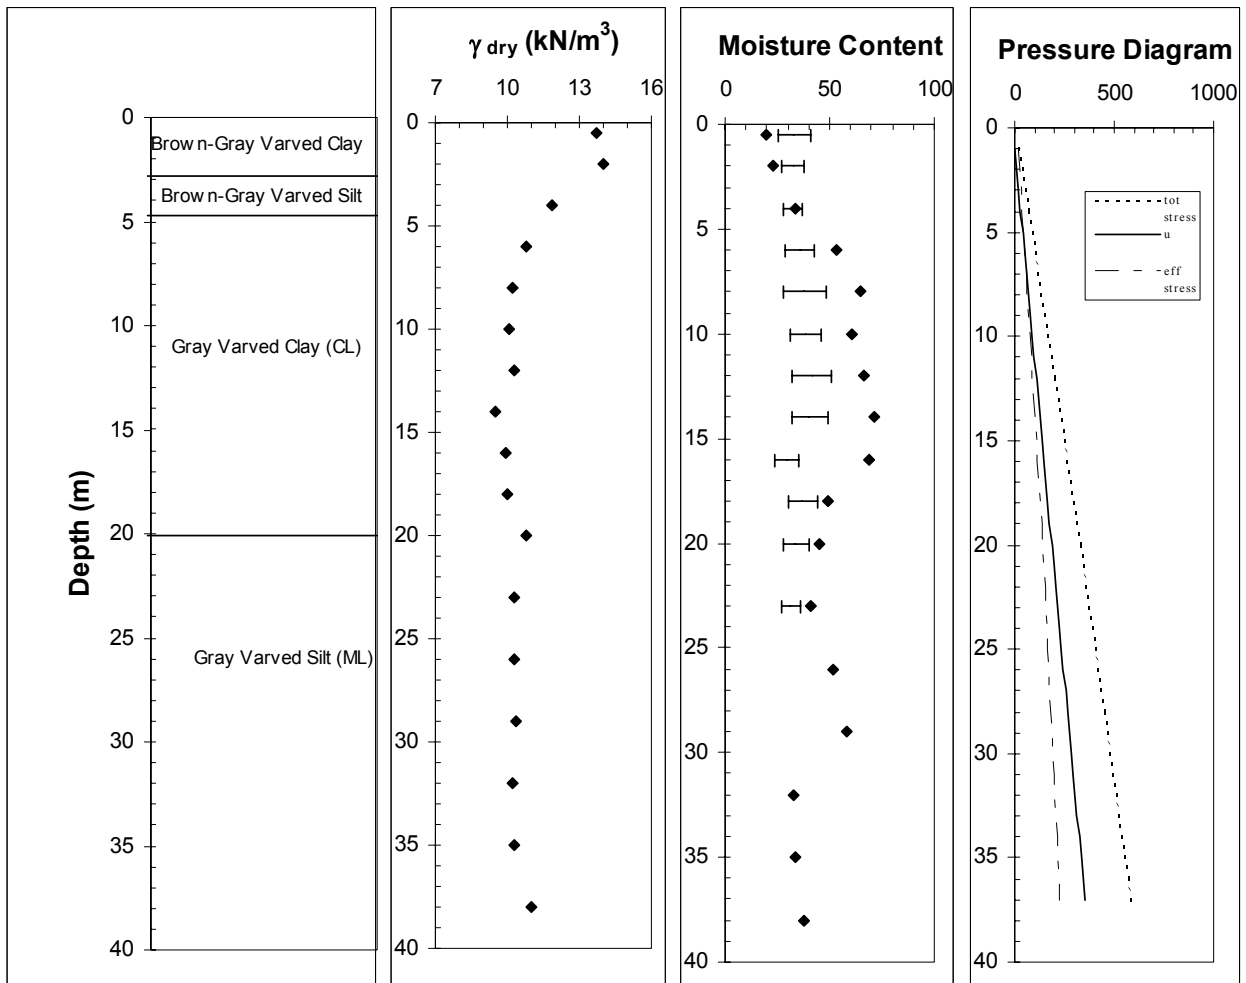 γ dry (kN/m³)
7 10 13 16
Moisture Content
0 50 100
Pressure Diagram
0 500 1000
Depth (m)
0
5
10
15
20
25
30
35
40
Brown-Gray Varved Clay
Brown-Gray Varved Silt
Gray Varved Clay (CL)
Gray Varved Silt (ML)
0
5
10
15
20
25
30
35
40
0
5
10
15
20
25
30
35
40
0
5
10
15
20
25
30
35
40
tot
stress
u
eff
stress